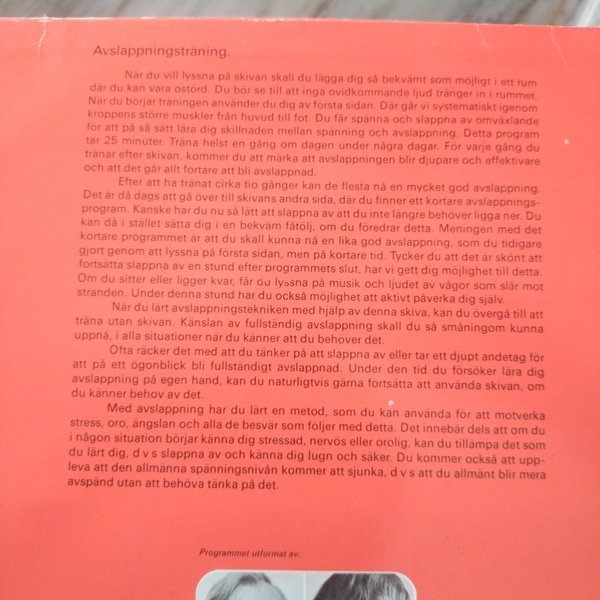 Avslappningsträning.
När du vill lyssna på skivan skall du lägga dig så bekvämt som möjligt i ett rum
där du kan vara ostörd. Du bör se till att inga ovidkommande ljud tränger in i rummet.
När du börjar träningen använder du dig av första sidan. Där går vi systematiskt igenom
kroppens större muskler från huvud till fot. Du får spänna och slappna av omväxlande
för att på så sätt lära dig skillnaden mellan spänning och avslappning. Detta program
tar 25 minuter. Träna helst en gång om dagen under några dagar. För varje gång du
tränar efter skivan, kommer du att märka att avslappningen blir djupare och effektivare
och att det går allt fortare att bli avslappnad.
Efter att ha tränat cirka tio gånger kan de flesta nå en mycket god avslappning.
Det är då dags att gå över till skivans andra sida, där du finner ett kortare avslappnings-
program. Kanske har du nu så lätt att slappna av att du inte längre behöver ligga ner. Du
kan då i stället sätta dig i en bekväm fåtölj, om du föredrar detta. Meningen med det
kortare programmet är att du skall kunna nå en lika god avslappning, som du tidigare
gjort genom att lyssna på första sidan, men på kortare tid. Tycker du att det är skönt att
fortsätta slappna av en stund efter programmets slut, har vi gett dig möjlighet till detta.
Om du sitter eller ligger kvar, får du lyssna på musik och ljudet av vågor som slår mot
stranden. Under denna stund har du också möjlighet att aktivt påverka dig själv.
När du lärt avslappningstekniken med hjälp av denna skiva, kan du övergå till att
träna utan skivan. Känslan av fullständig avslappning skall du så småningom kunna
uppnå, i alla situationer när du känner att du behöver det.
Ofta räcker det med att du tänker på att slappna av eller tar ett djupt andetag för
att på ett ögonblick bli fullständigt avslappnad. Under den tid du försöker lära dig
avslappning på egen hand, kan du naturligtvis gärna fortsätta att använda skivan, om
du känner behov av det.
Med avslappning har du lärt en metod, som du kan använda för att motverka
stress, oro, ängslan och alla de besvär som följer med detta. Det innebär dels att om du
i någon situation börjar känna dig stressad, nervös eller orolig, kan du tillämpa det som
du lärt dig, d v s slappna av och känna dig lugn och säker. Du kommer också att upp-
leva att den allmänna spänningsnivån kommer att sjunka, d v s att du allmänt blir mera
avspänd utan att behöva tänka på det.
Programmet utformat av: